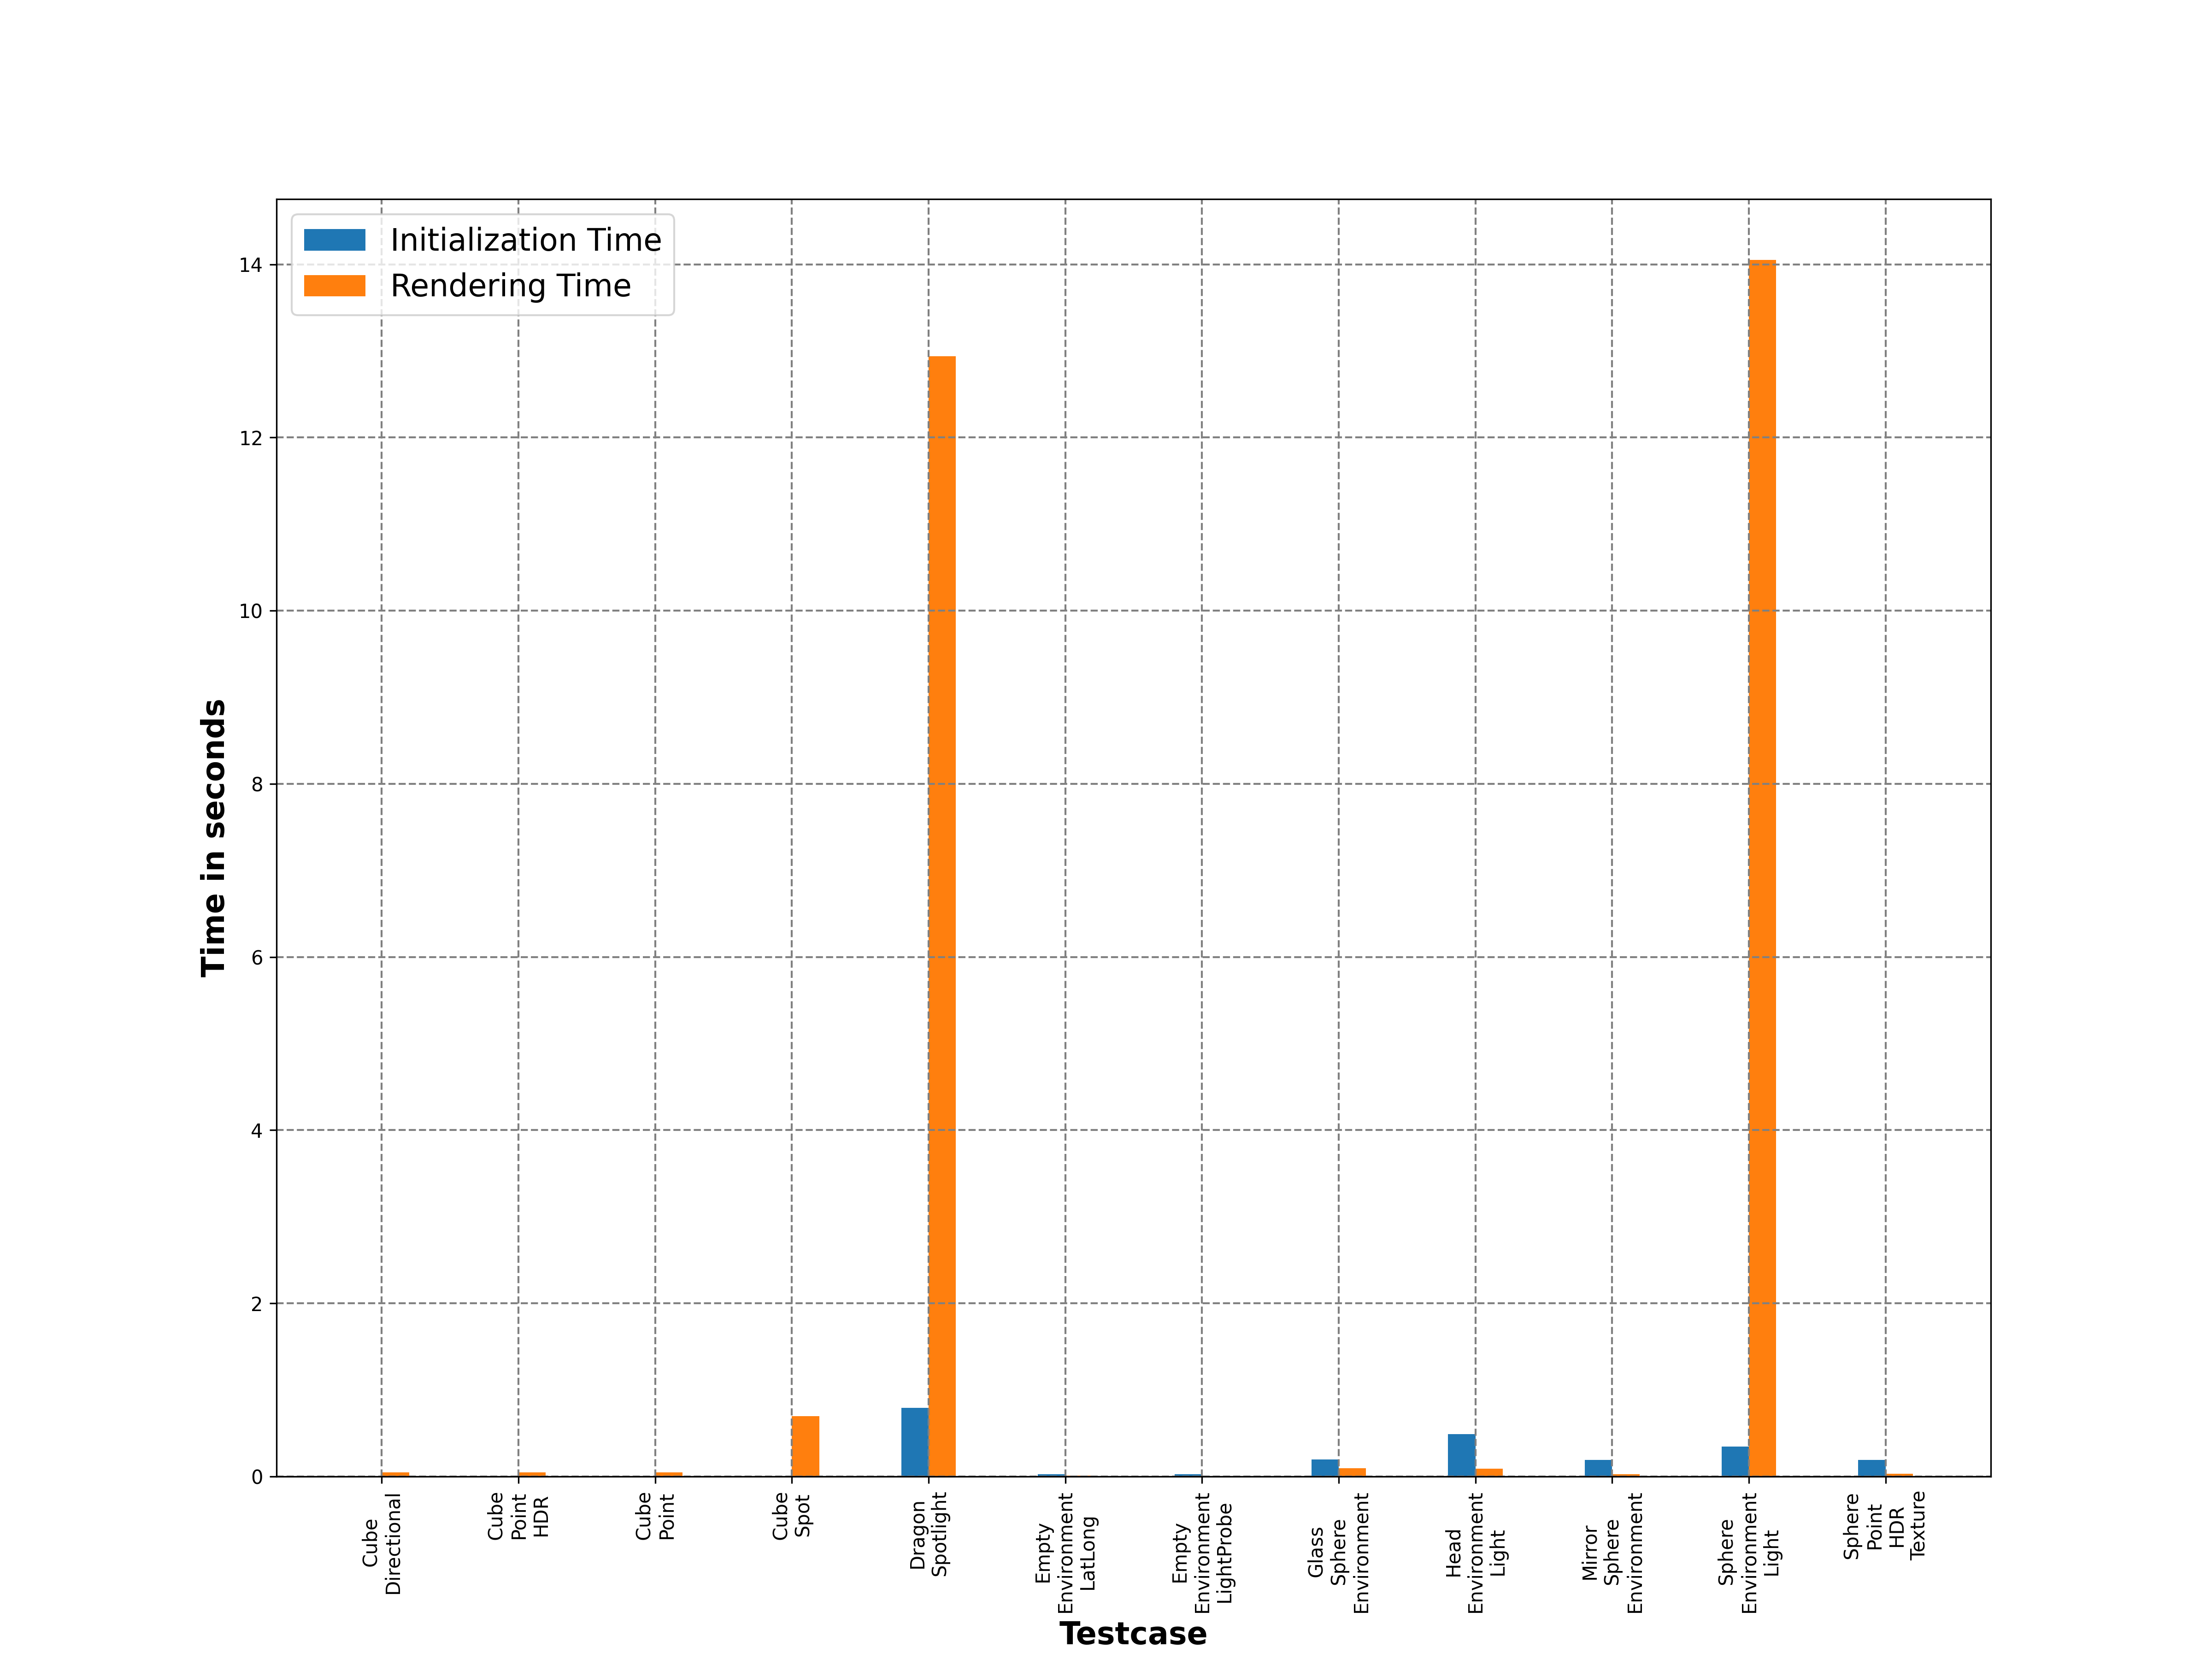 Initialization Time
Rendering Time
14
12
10
8
6
4
2
0
Time in seconds
Cube
Directional
Cube
Point
HDR
Cube
Point
Cube
Spot
Dragon
Spotlight
Empty
Environment
LatLong
Empty
Environment
LightProbe
Glass
Sphere
Environment
Head
Environment
Light
Mirror
Sphere
Environment
Sphere
Environment
Light
Sphere
Point
HDR
Texture
Testcase